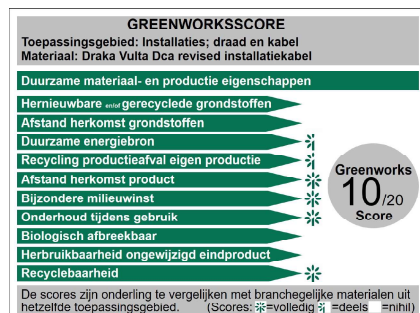 GREENWORKSSCORE
Toepassingsgebied: Installaties; draad en kabel
Materiaal: Draka Vulta Dca revised installatiekabel
Duurzame materiaal- en productie eigenschappen
Hernieuwbare en/of gerecyclede grondstoffen
Afstand herkomst grondstoffen
Duurzame energiebron
Recycling productieafval eigen productie
Afstand herkomst product
Bijzondere milieuwinst
Onderhoud tijdens gebruik
Biologisch afbreekbaar
Herbruikbaarheid ongewijzigd eindproduct
Recyclebaarheid
Greenworks
10/20
Score
De scores zijn onderling te vergelijken met branchegelijke materialen uit
hetzelfde toepassingsgebied. (Scores: =volledig =deels =nihil)